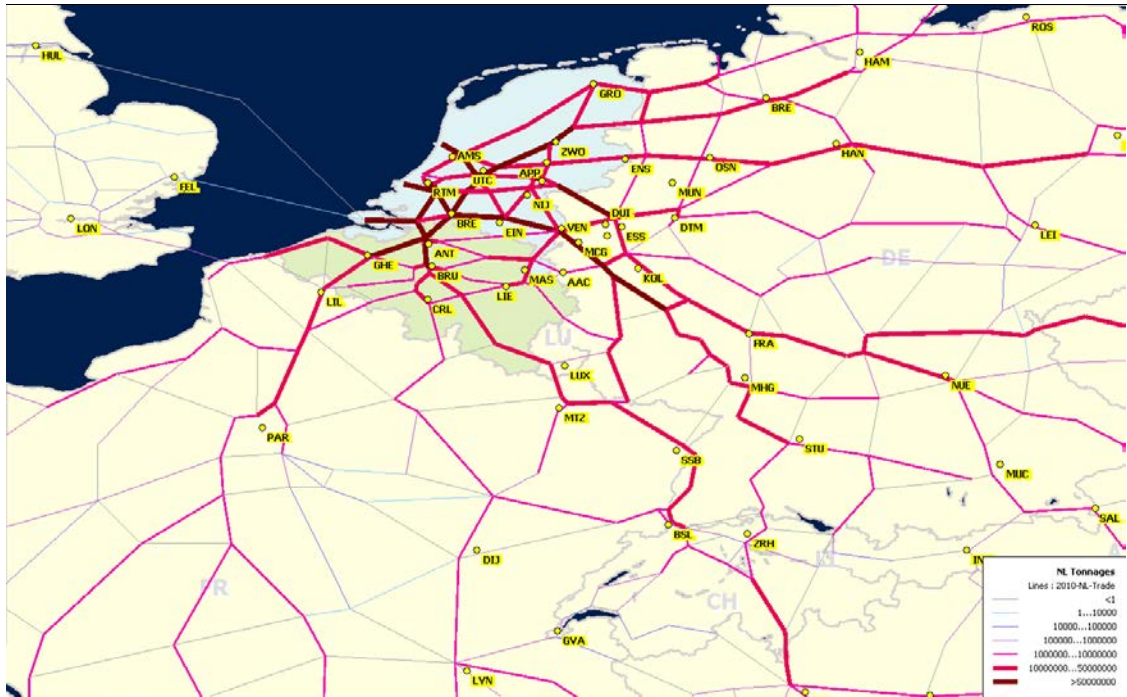 ROS
HUL
HAM
GRO
BRE
ZWO
HAN
AMS
UTC
APP
ENS
OSN
FEL
RTM
NIJ
MUN
LON
BRE
EIN
VEN
DUI
ESS
DTM
LEI
ANT
MCG
GHE
BRU
MAS
AAC
KOL
DE
LIL
CRL
LIE
LU
FRA
LUX
MHG
NUE
MTZ
PAR
STU
SSB
MUC
SAL
BSL
ZRH
DIJ
FR
CH
GVA
LYN
NL Tonnages
Lines : 2010-NL-Trade
<1
1...10000
10000...100000
100000...1000000
1000000...10000000
10000000...50000000
>50000000